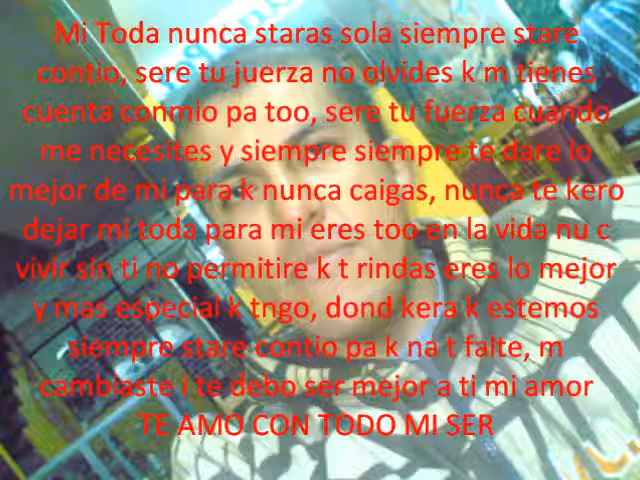 Mi Toda nunca staras sola siempre stare
contio, sere tu juerza no olvides k m tienes
cuenta conmio pa too, sere tu fuerza cuando
me necesites y siempre siempre te dare lo
mejor de mi para k nunca caigas, nunca te kero
dejar mi toda para mi eres too en la vida nu c
vivir sin ti no permitire k t rindas eres lo mejor
y mas especial k tngo, dond kera k estemos
siempre stare contio pa k na t falte, m
cambiaste i te debo ser mejor a ti mi amor
TE AMO CON TODO MI SER